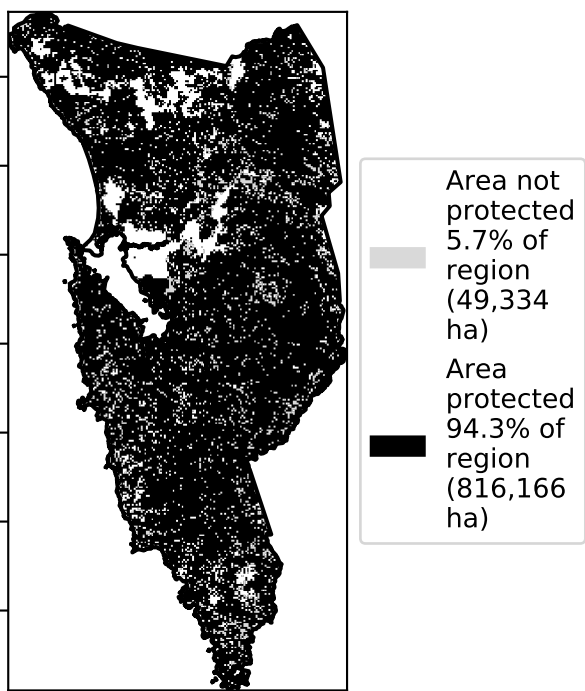 Area not
protected
5.7% of
region
(49,334
ha)
Area
protected
94.3% of
region
(816,166
ha)